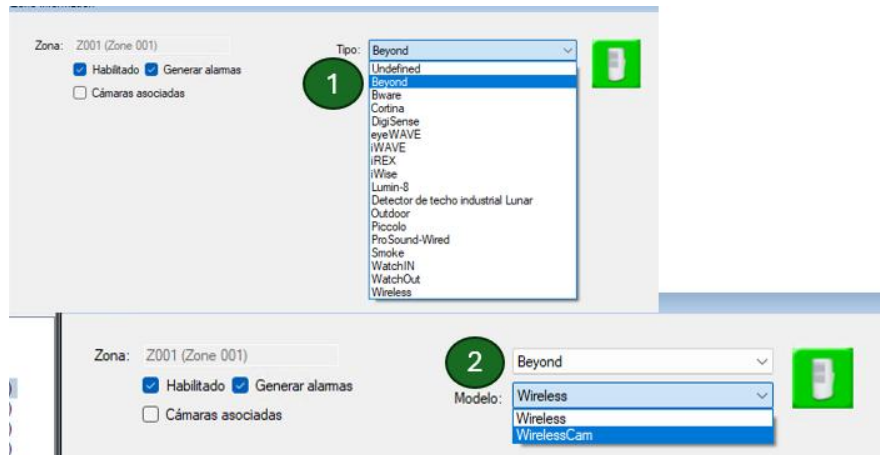 Zona: Z001 (Zone 001) Tipo: Beyond
Habilitado Generar alarmas
Cámaras asociadas
1
Undefined
Beyond
Bware
Cortina
DigiSense
eyeWAVE
iWAVE
iREX
iWise
Lumin-8
Detector de techo industrial Lunar
Outdoor
Piccolo
ProSound-Wired
Smoke
WatchIN
WatchOut
Wireless
Zona: Z001 (Zone 001) 2 Beyond
Habilitado Generar alarmas
Modelo: Wireless
Cámaras asociadas
Wireless
WirelessCam